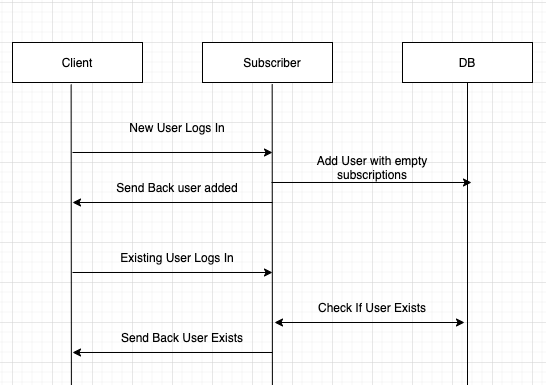 Client
Subscriber
DB
New User Logs In
Add User with empty
subscriptions
Send Back user added
Existing User Logs In
Check If User Exists
Send Back User Exists